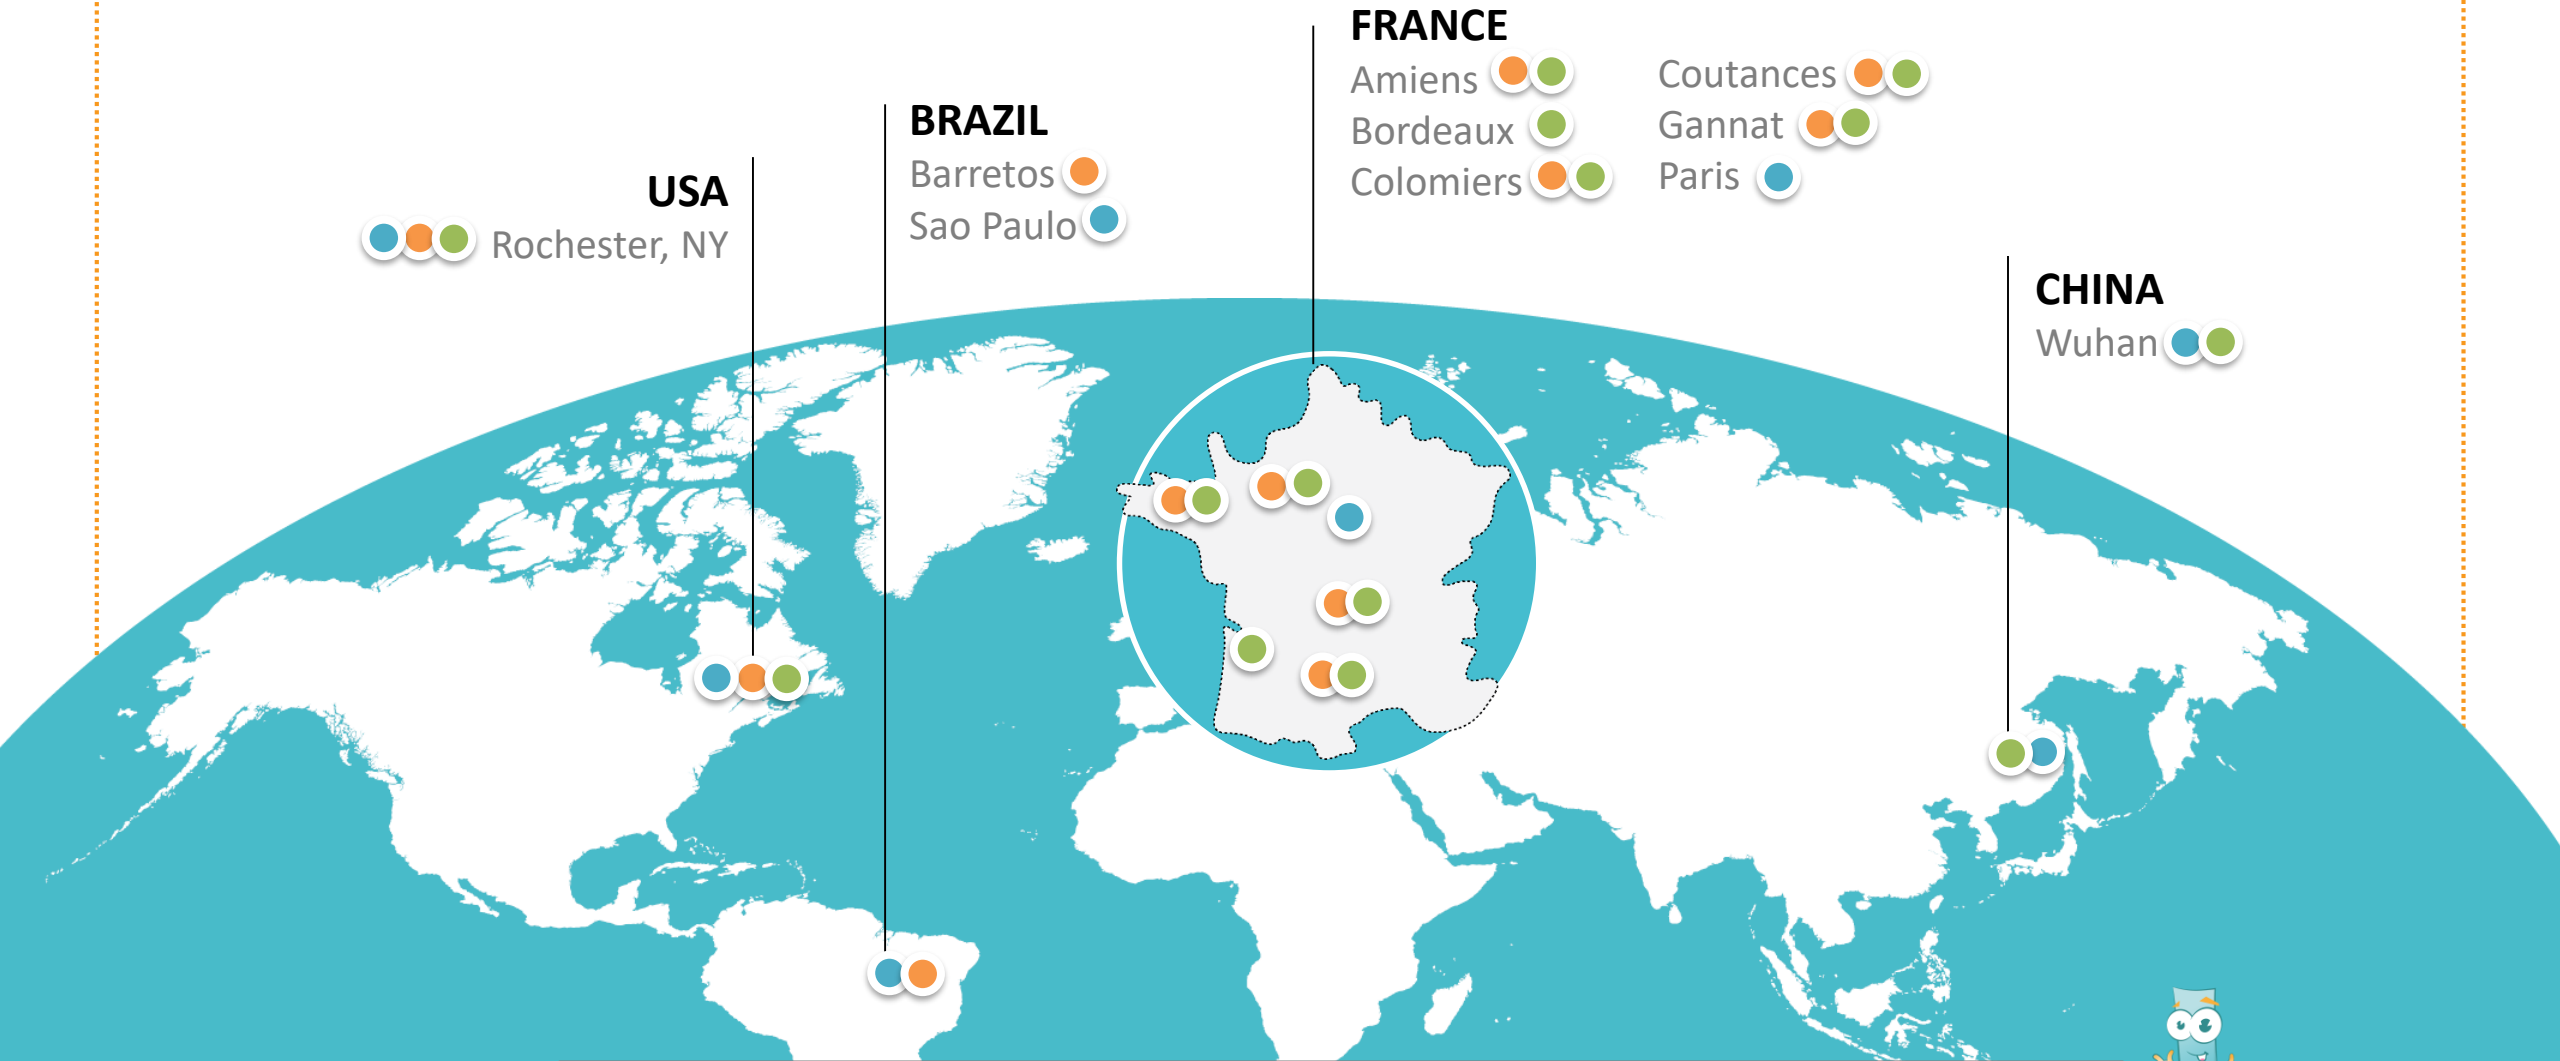 FRANCE
Amiens
Bordeaux
Colomiers
Coutances
Gannat
Paris
BRAZIL
Barretos
Sao Paulo
USA
Rochester, NY
CHINA
Wuhan